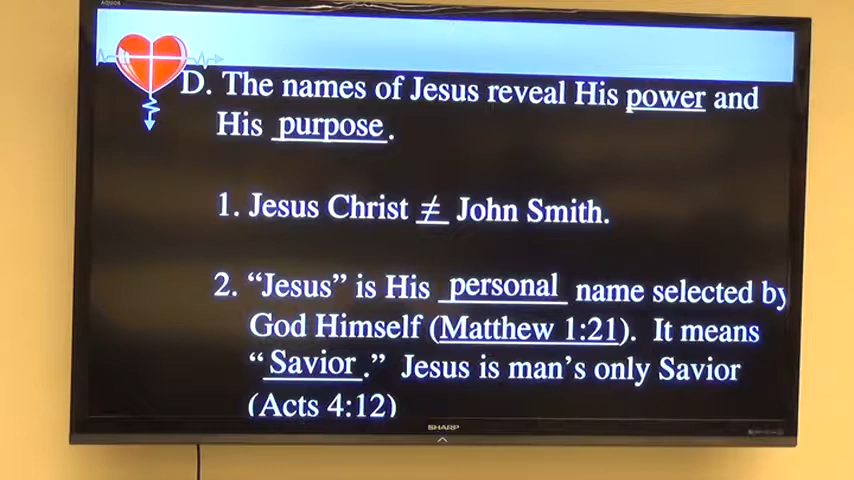 AQUOS
D. The names of Jesus reveal His power and
His purpose.
1. Jesus Christ ≠ John Smith.
2. “Jesus” is His personal name selected by
God Himself (Matthew 1:21). It means
“Savior.” Jesus is man’s only Savior
(Acts 4:12)
SHARP